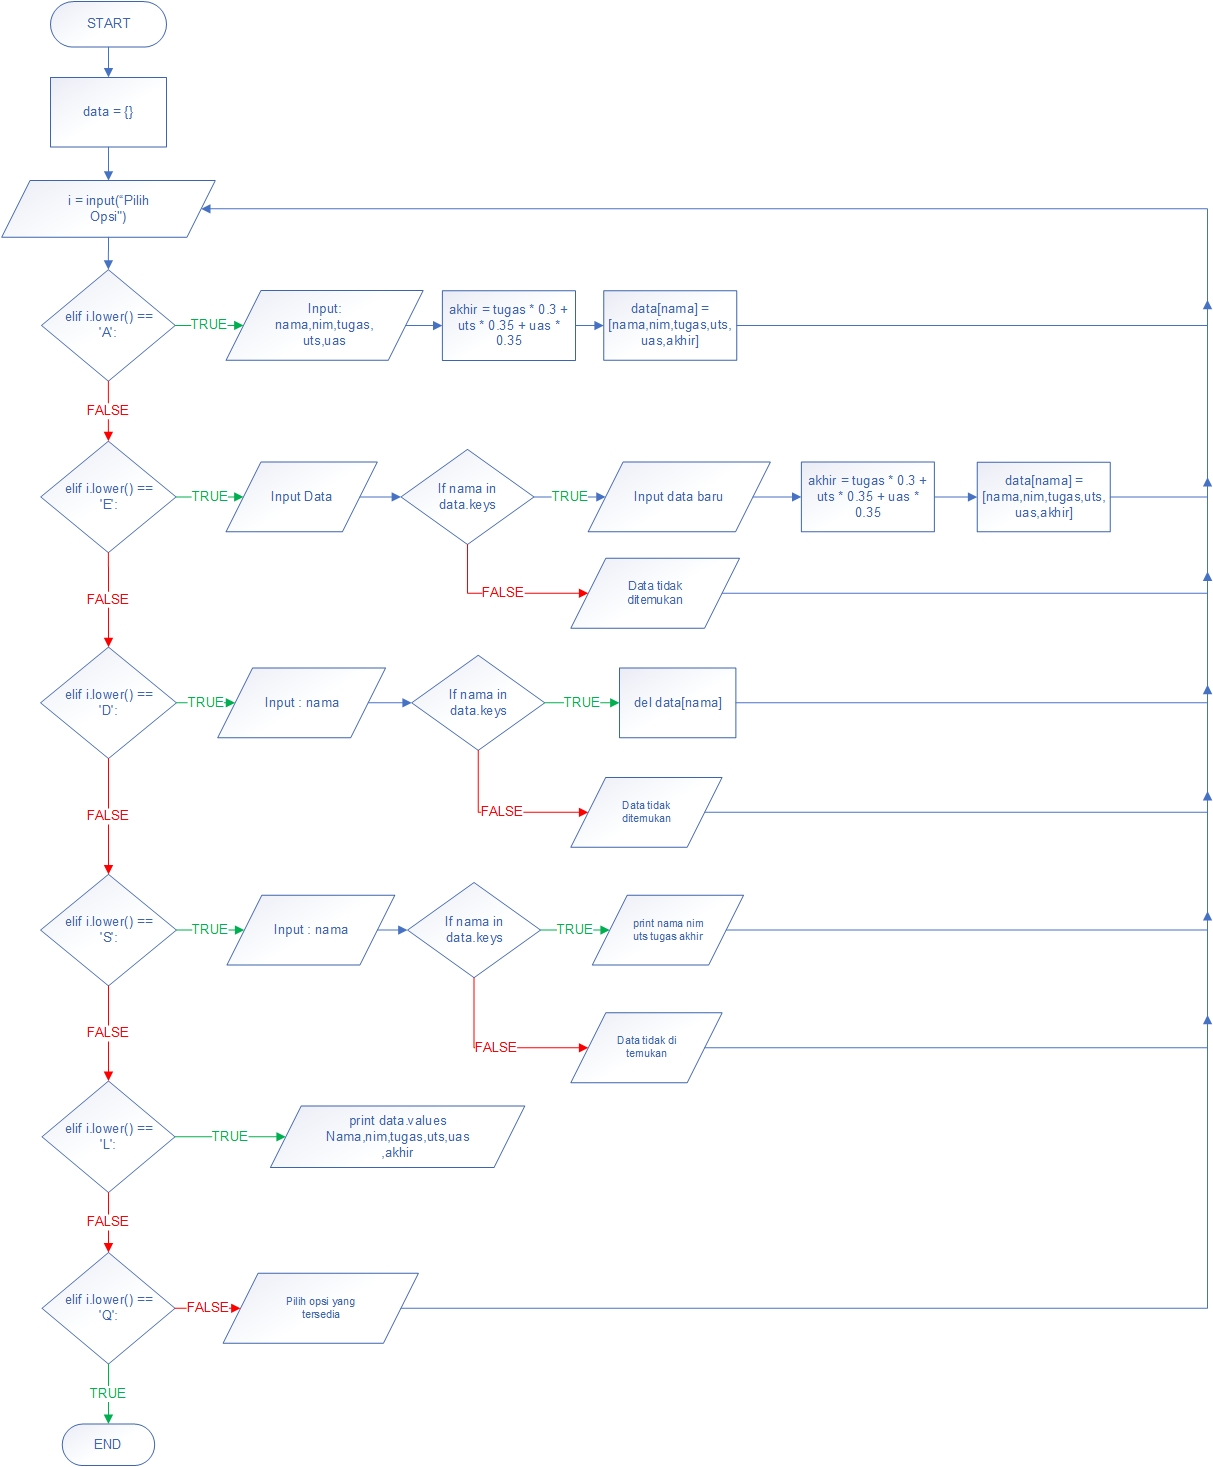 START
data = {}
i = input("Pilih
Opsi")
elif i.lower() ==
'A':
TRUE
Input:
nama,nim,tugas,
uts,uas
akhir = tugas * 0.3 +
uts * 0.35 + uas *
0.35
data[nama] =
[nama,nim,tugas,uts,
uas,akhir]
FALSE
elif i.lower() ==
'E':
TRUE
Input Data
If nama in
data.keys
TRUE
Input data baru
akhir = tugas * 0.3 +
uts * 0.35 + uas *
0.35
data[nama] =
[nama,nim,tugas,uts,
uas,akhir]
FALSE
Data tidak
ditemukan
FALSE
elif i.lower() ==
'D':
TRUE
Input : nama
If nama in
data.keys
TRUE
del data[nama]
FALSE
Data tidak
ditemukan
FALSE
elif i.lower() ==
'S':
TRUE
Input : nama
If nama in
data.keys
TRUE
print nama nim
uts tugas akhir
FALSE
Data tidak di
temukan
FALSE
elif i.lower() ==
'L':
TRUE
print data.values
Nama,nim,tugas,uts,uas
,akhir
FALSE
elif i.lower() ==
'Q':
FALSE
Pilih opsi yang
tersedia
TRUE
END